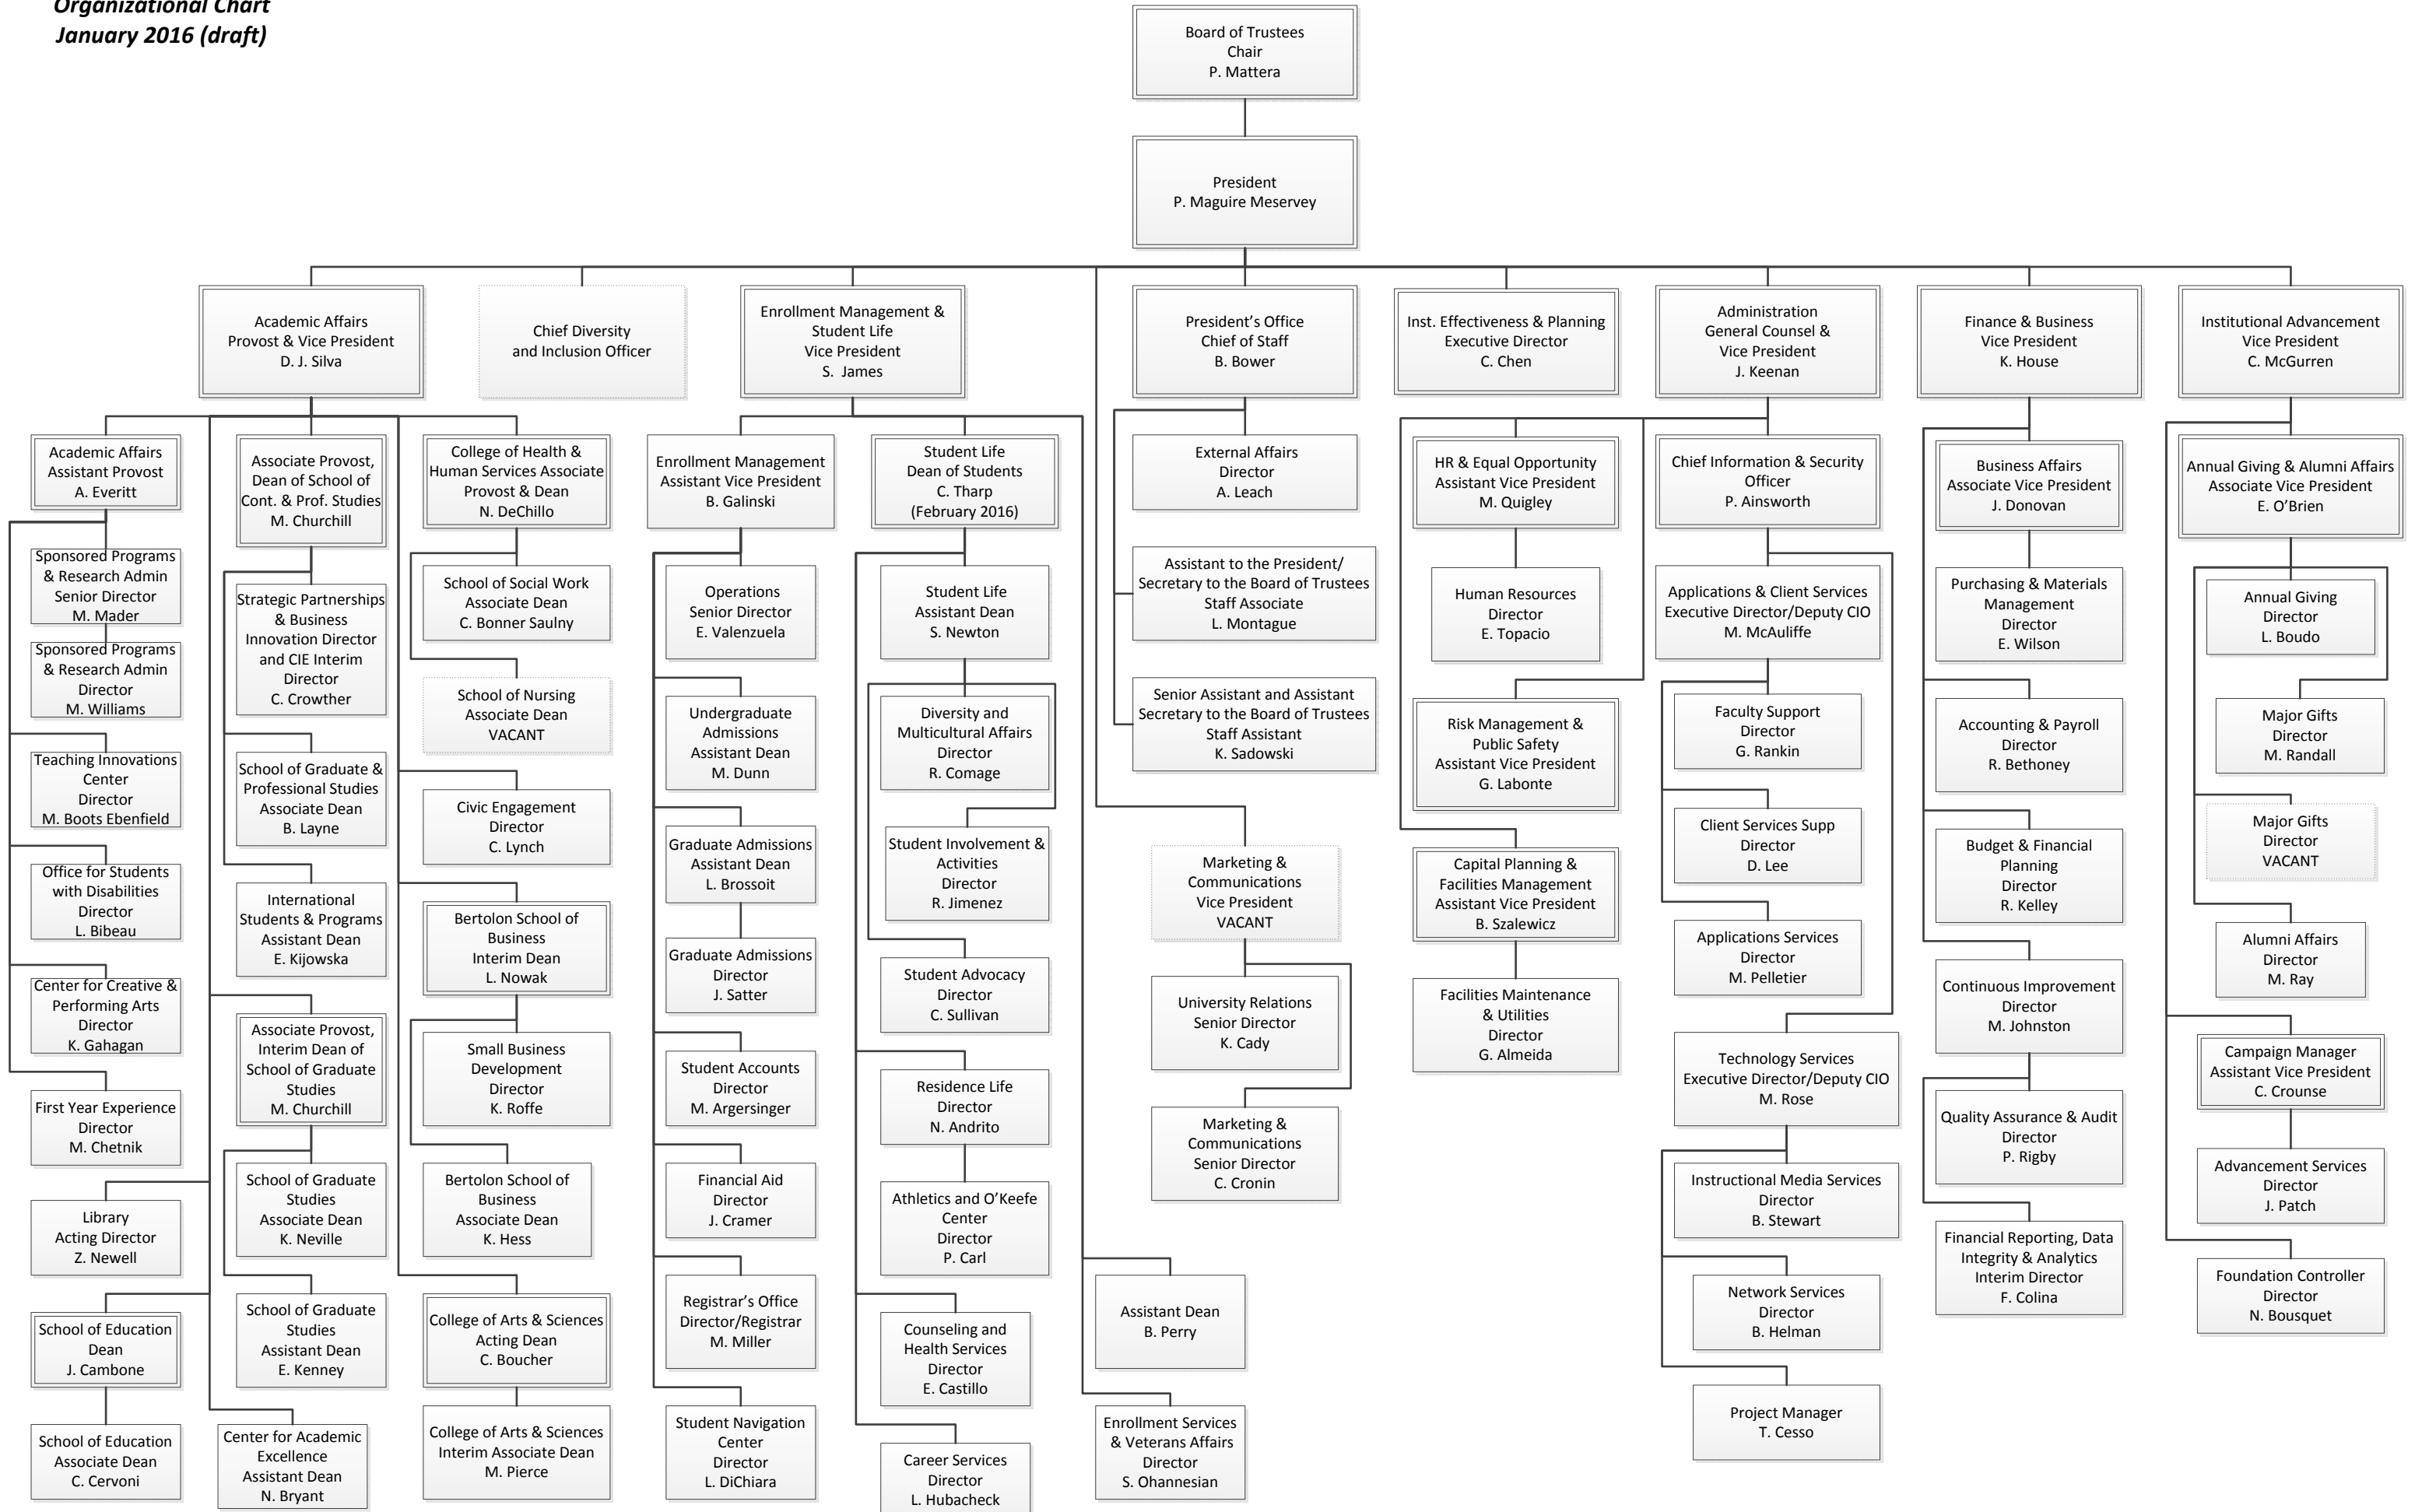 Organizational Chart
January 2016 (draft)
Board of Trustees
Chair
P. Mattera
President
P. Maguire Meservey
Academic Affairs
Provost & Vice President
D. J. Silva
Chief Diversity
and Inclusion Officer
Enrollment Management &
Student Life
Vice President
S. James
President's Office
Chief of Staff
B. Bower
Inst. Effectiveness & Planning
Executive Director
C. Chen
Administration
General Counsel &
Vice President
J. Keenan
Finance & Business
Vice President
K. House
Institutional Advancement
Vice President
C. McGurren
Academic Affairs
Assistant Provost
A. Everitt
Sponsored Programs
& Research Admin
Senior Director
M. Mader
Sponsored Programs
& Research Admin
Director
M. Williams
Teaching Innovations
Center
Director
M. Boots Ebenfield
Office for Students
with Disabilities
Director
L. Bibeau
Center for Creative &
Performing Arts
Director
K. Gahagan
First Year Experience
Director
M. Chetnik
Library
Acting Director
Z. Newell
School of Education
Dean
J. Cambone
School of Education
Associate Dean
C. Cervoni
Associate Provost,
Dean of School of
Cont. & Prof. Studies
M. Churchill
Strategic Partnerships
& Business
Innovation Director
and CIE Interim
Director
C. Crowther
School of Graduate &
Professional Studies
Associate Dean
B. Layne
International
Students & Programs
Assistant Dean
E. Kijowska
Associate Provost,
Interim Dean of
School of Graduate
Studies
M. Churchill
School of Graduate
Studies
Associate Dean
K. Neville
School of Graduate
Studies
Assistant Dean
E. Kenney
Center for Academic
Excellence
Assistant Dean
N. Bryant
College of Health &
Human Services Associate
Provost & Dean
N. DeChillo
School of Social Work
Associate Dean
C. Bonner Saulny
School of Nursing
Associate Dean
VACANT
Civic Engagement
Director
C. Lynch
Bertolon School of
Business
Interim Dean
L. Nowak
Small Business
Development
Director
K. Roffe
Bertolon School of
Business
Associate Dean
K. Hess
College of Arts & Sciences
Acting Dean
C. Boucher
College of Arts & Sciences
Interim Associate Dean
M. Pierce
Enrollment Management
Assistant Vice President
B. Galinski
Operations
Senior Director
E. Valenzuela
Undergraduate
Admissions
Assistant Dean
M. Dunn
Graduate Admissions
Assistant Dean
L. Brossoit
Graduate Admissions
Director
J. Satter
Student Accounts
Director
M. Argersinger
Financial Aid
Director
J. Cramer
Registrar's Office
Director/Registrar
M. Miller
Student Navigation
Center
Director
L. DiChiara
Student Life
Dean of Students
C. Tharp
(February 2016)
Student Life
Assistant Dean
S. Newton
Diversity and
Multicultural Affairs
Director
R. Comage
Student Involvement &
Activities
Director
R. Jimenez
Student Advocacy
Director
C. Sullivan
Residence Life
Director
N. Andrito
Athletics and O'Keefe
Center
Director
P. Carl
Counseling and
Health Services
Director
E. Castillo
Career Services
Director
L. Hubacheck
External Affairs
Director
A. Leach
Assistant to the President/
Secretary to the Board of Trustees
Staff Associate
L. Montague
Senior Assistant and Assistant
Secretary to the Board of Trustees
Staff Assistant
K. Sadowski
Marketing &
Communications
Vice President
VACANT
University Relations
Senior Director
K. Cady
Marketing &
Communications
Senior Director
C. Cronin
Assistant Dean
B. Perry
Enrollment Services
& Veterans Affairs
Director
S. Ohannesian
HR & Equal Opportunity
Assistant Vice President
M. Quigley
Human Resources
Director
E. Topacio
Risk Management &
Public Safety
Assistant Vice President
G. Labonte
Capital Planning &
Facilities Management
Assistant Vice President
B. Szalewicz
Facilities Maintenance
& Utilities
Director
G. Almeida
Chief Information & Security
Officer
P. Ainsworth
Applications & Client Services
Executive Director/Deputy CIO
M. McAuliffe
Faculty Support
Director
G. Rankin
Client Services Supp
Director
D. Lee
Applications Services
Director
M. Pelletier
Technology Services
Executive Director/Deputy CIO
M. Rose
Instructional Media Services
Director
B. Stewart
Network Services
Director
B. Helman
Project Manager
T. Cesso
Business Affairs
Associate Vice President
J. Donovan
Purchasing & Materials
Management
Director
E. Wilson
Accounting & Payroll
Director
R. Bethoney
Budget & Financial
Planning
Director
R. Kelley
Continuous Improvement
Director
M. Johnston
Quality Assurance & Audit
Director
P. Rigby
Financial Reporting, Data
Integrity & Analytics
Interim Director
F. Colina
Annual Giving & Alumni Affairs
Associate Vice President
E. O'Brien
Annual Giving
Director
L. Boudo
Major Gifts
Director
M. Randall
Major Gifts
Director
VACANT
Alumni Affairs
Director
M. Ray
Campaign Manager
Assistant Vice President
C. Crounse
Advancement Services
Director
J. Patch
Foundation Controller
Director
N. Bousquet